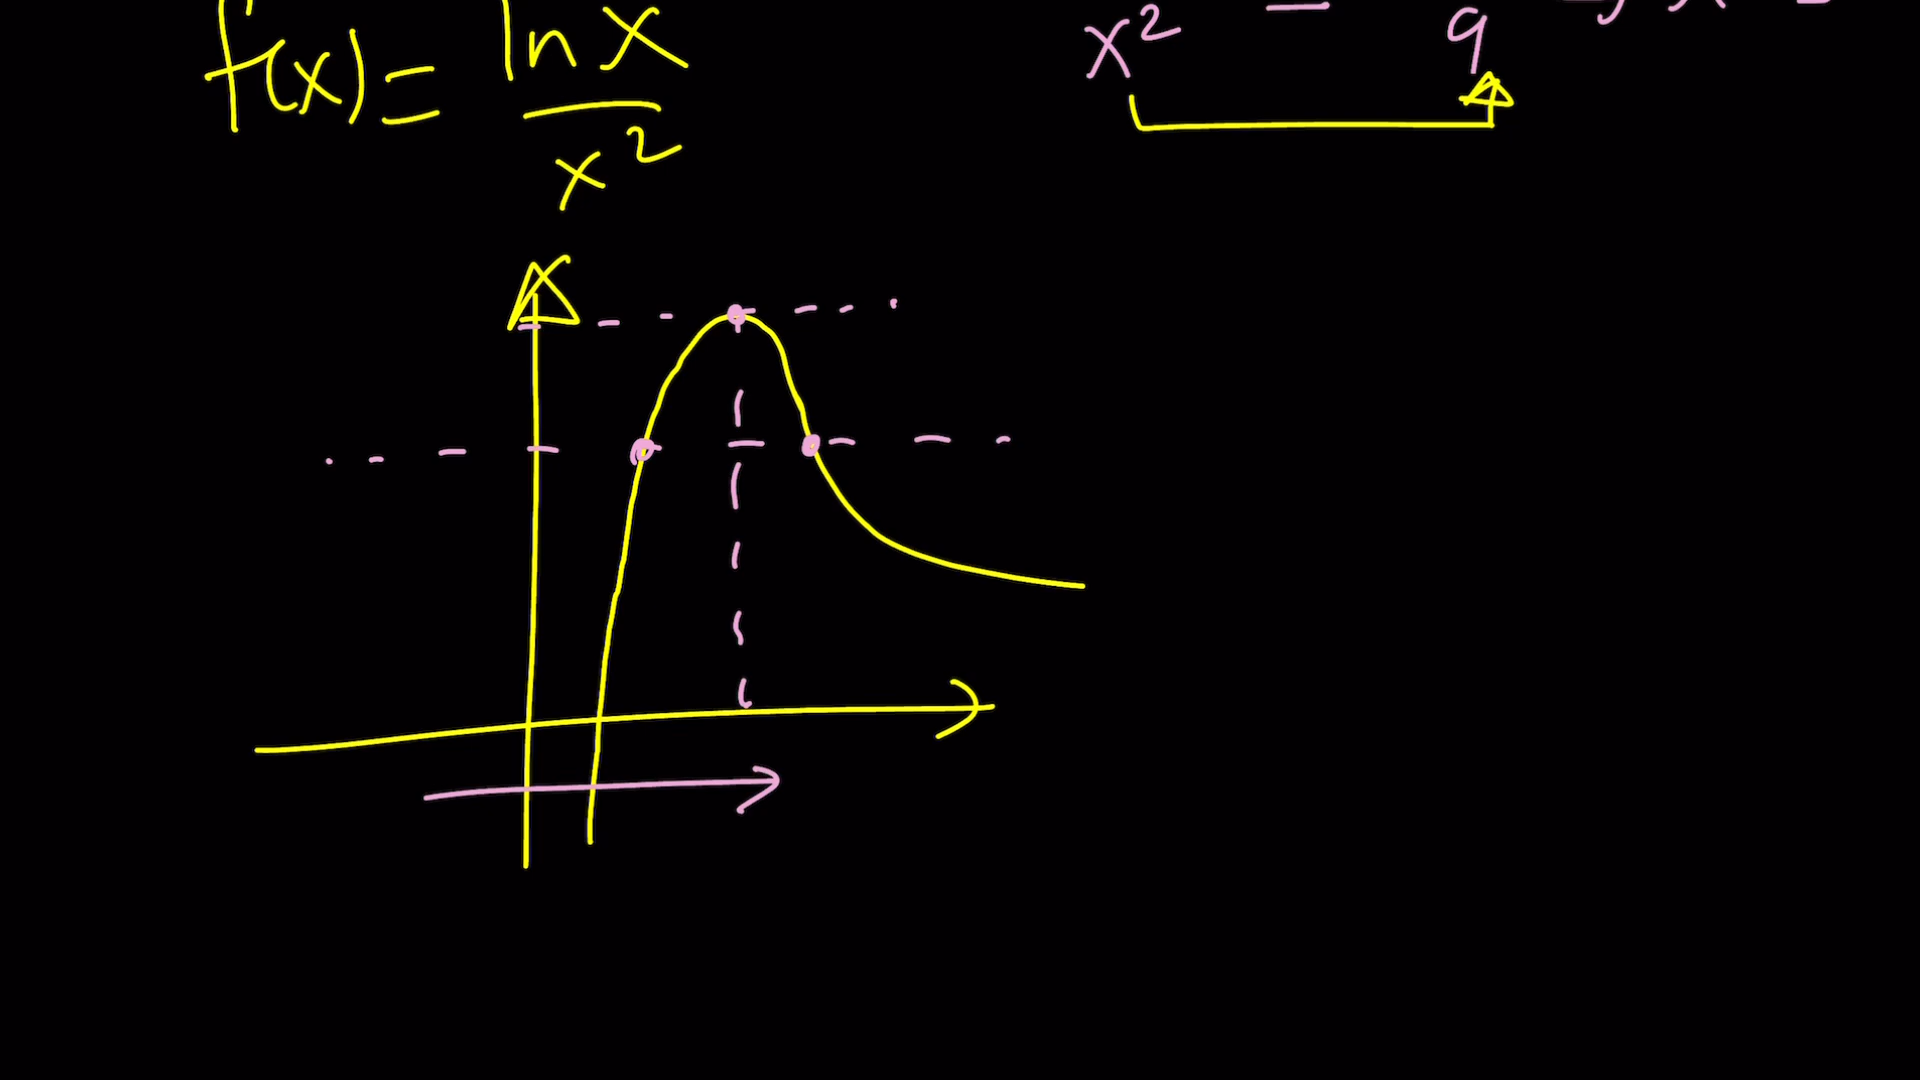 f(x) = ln x / x²
x² = 9